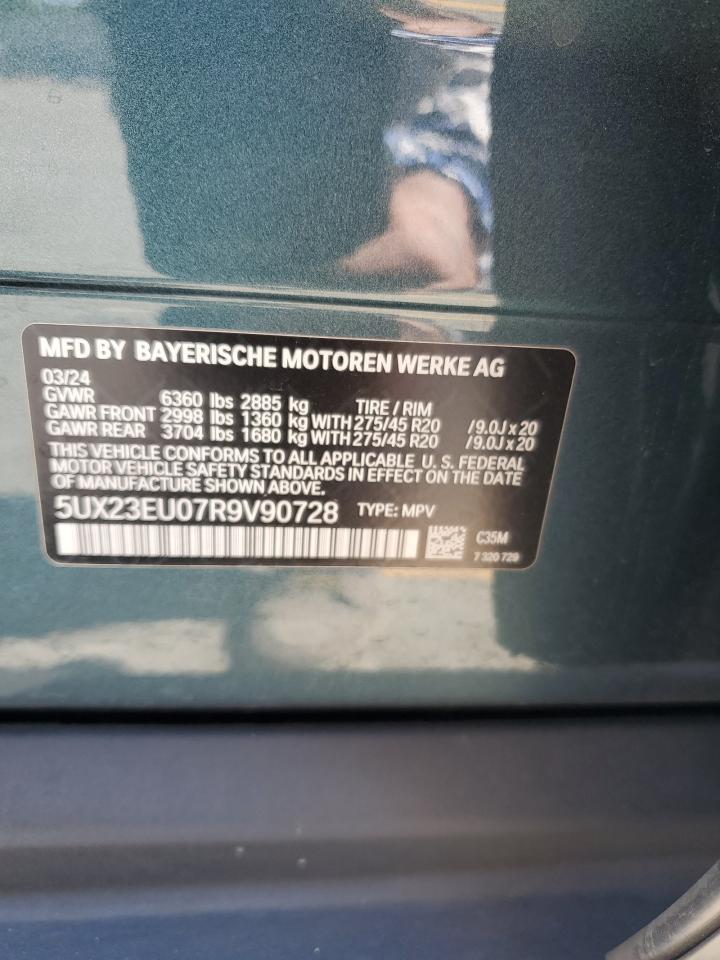 MFD BY BAYERISCHE MOTOREN WERKE AG
03/24
GVWR 6360 lbs 2885 kg TIRE / RIM
GAWR FRONT 2998 lbs 1360 kg WITH 275/45 R20 /9.0J x 20
GAWR REAR 3704 lbs 1680 kg WITH 275/45 R20 /9.0J x 20
THIS VEHICLE CONFORMS TO ALL APPLICABLE U. S. FEDERAL
MOTOR VEHICLE SAFETY STANDARDS IN EFFECT ON THE DATE
OF MANUFACTURE SHOWN ABOVE.
5UX23EU07R9V90728 TYPE: MPV
C35M
7 320 729